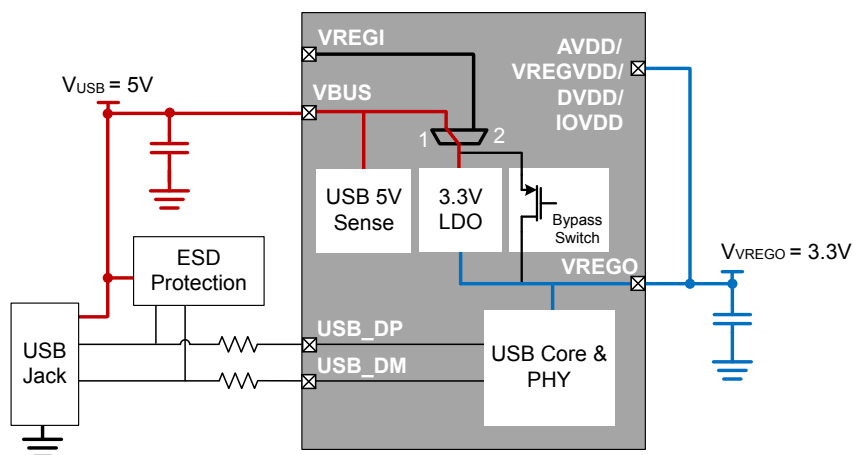 VREGI
AVDD/
VREGVDD/
DVDD/
IOVDD
VUSB = 5V
VBUS
1
2
USB 5V
Sense
3.3V
LDO
Bypass
Switch
ESD
Protection
VREGO
VVREGO = 3.3V
USB
Jack
USB_DP
USB_DM
USB Core &
PHY